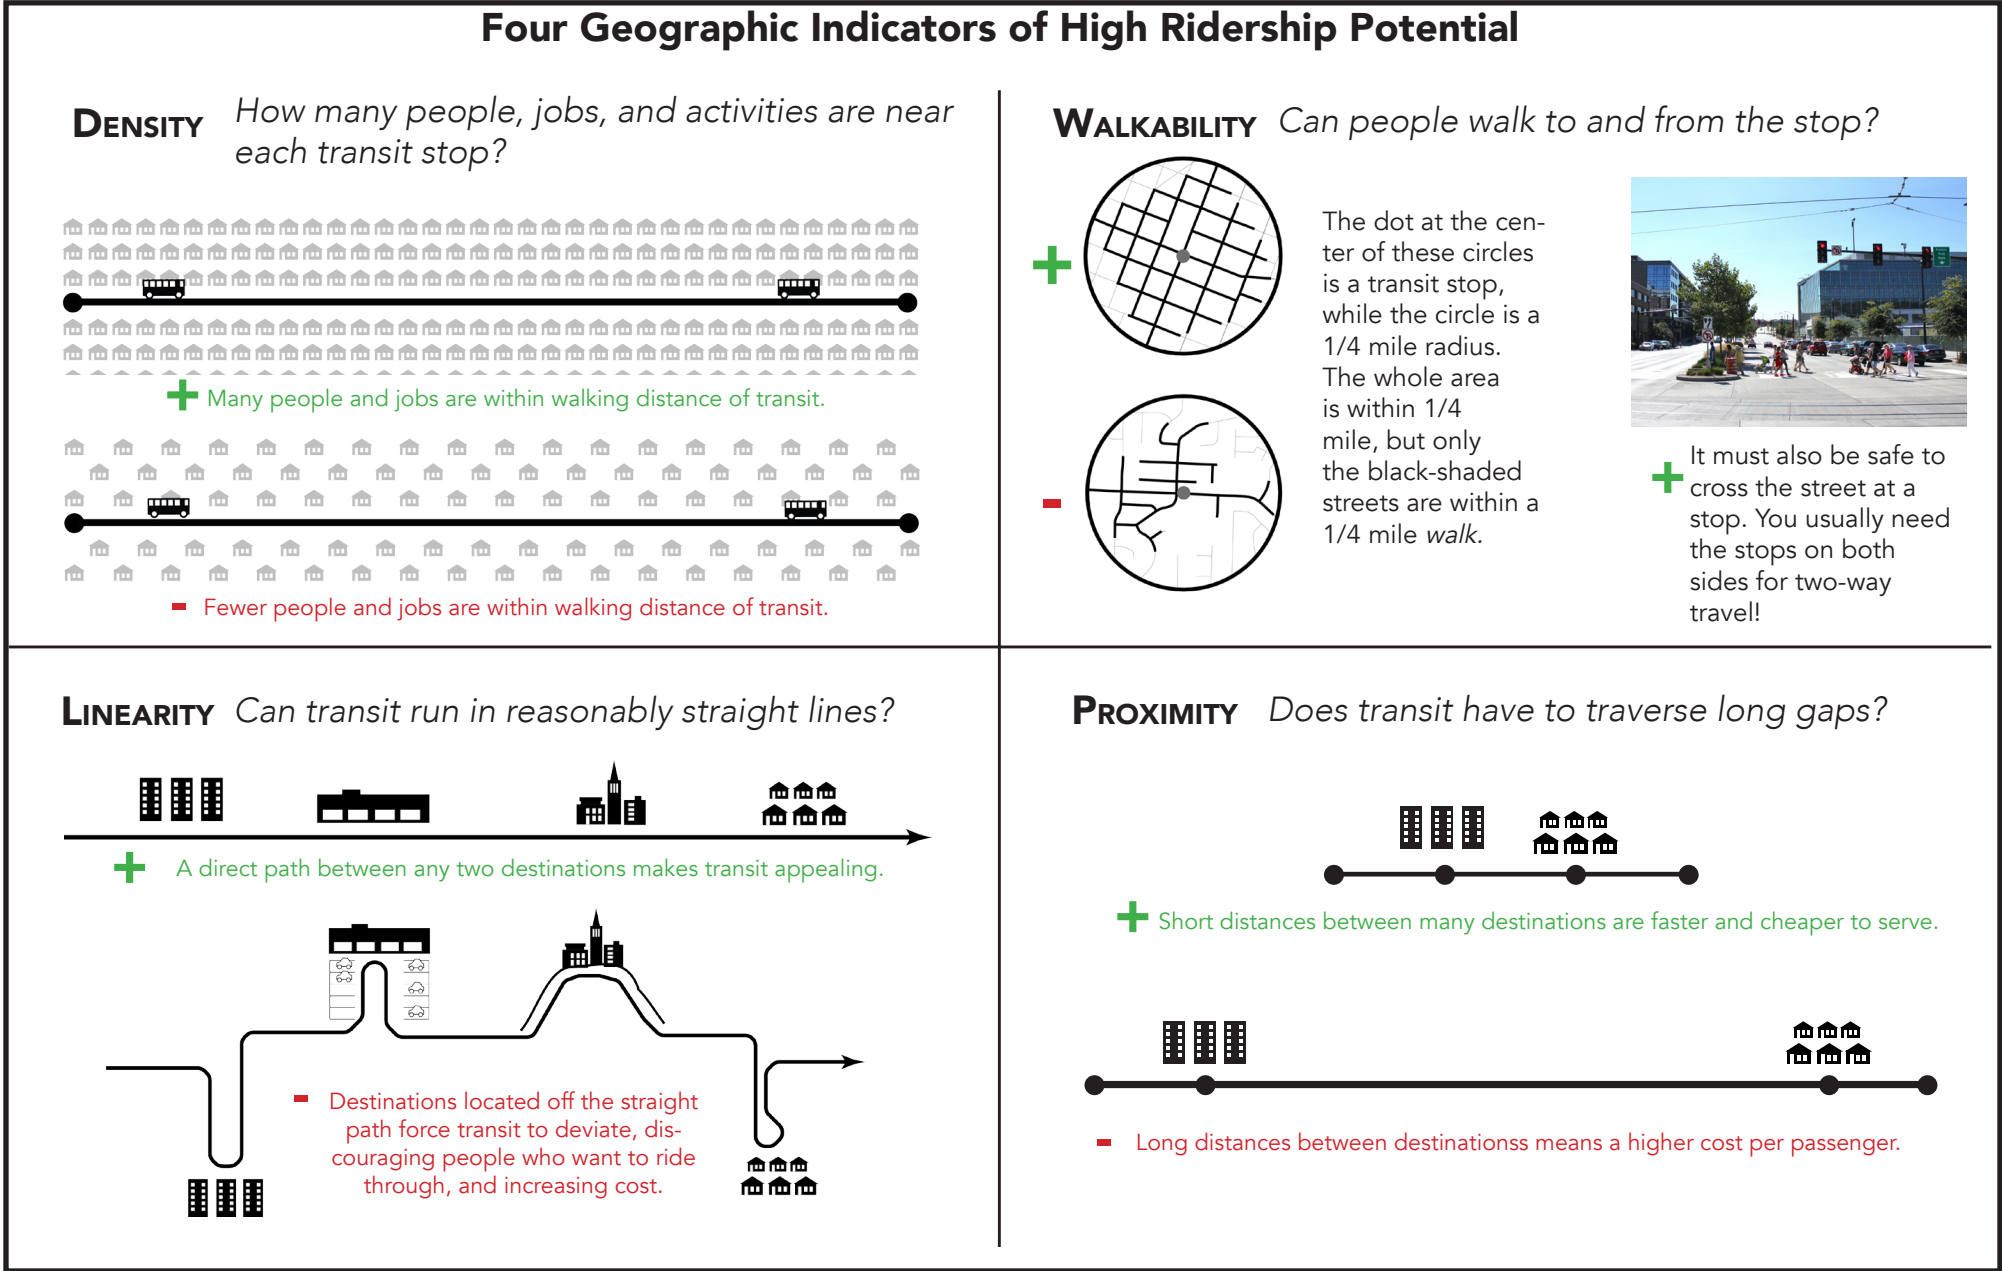 Four Geographic Indicators of High Ridership Potential
DENSITY How many people, jobs, and activities are near
each transit stop?
+ Many people and jobs are within walking distance of transit.
- Fewer people and jobs are within walking distance of transit.
WALKABILITY Can people walk to and from the stop?
+
-
The dot at the cen-
ter of these circles
is a transit stop,
while the circle is a
1/4 mile radius.
The whole area
is within 1/4
mile, but only
the black-shaded
streets are within a
1/4 mile walk.
+ It must also be safe to
cross the street at a
stop. You usually need
the stops on both
sides for two-way
travel!
LINEARITY Can transit run in reasonably straight lines?
+ A direct path between any two destinations makes transit appealing.
- Destinations located off the straight
path force transit to deviate, dis-
couraging people who want to ride
through, and increasing cost.
PROXIMITY Does transit have to traverse long gaps?
+ Short distances between many destinations are faster and cheaper to serve.
- Long distances between destinationss means a higher cost per passenger.